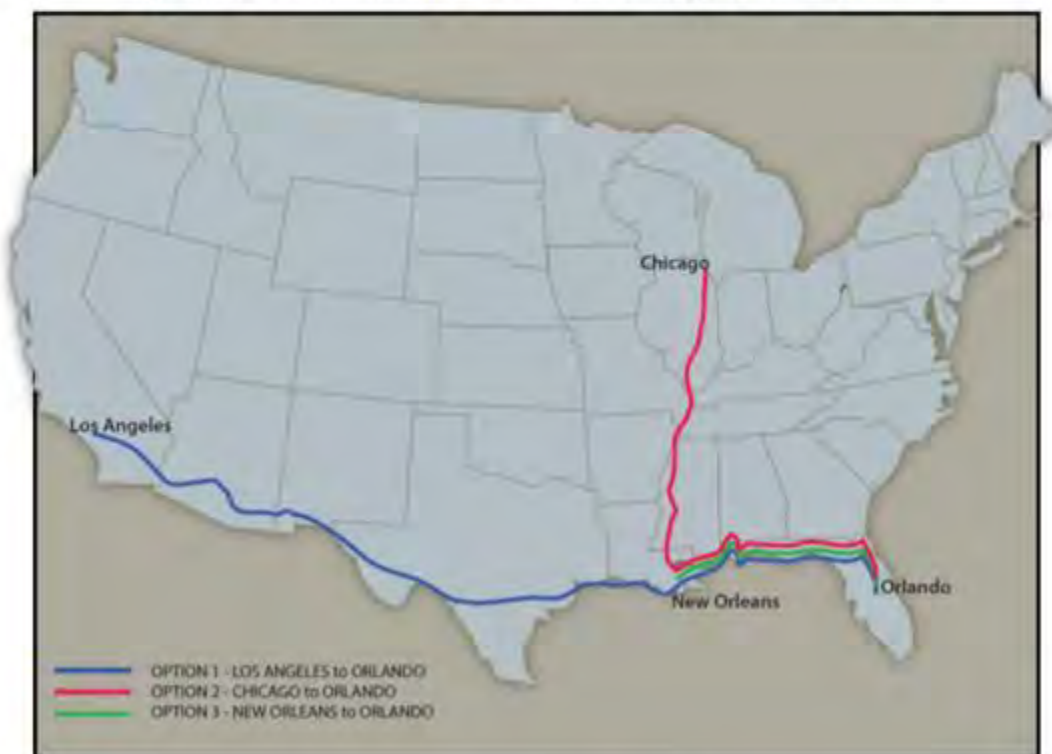 Chicago
Los Angeles
Orlando
New Orleans
OPTION 1 - LOS ANGELES to ORLANDO
OPTION 2 - CHICAGO to ORLANDO
OPTION 3 - NEW ORLEANS to ORLANDO